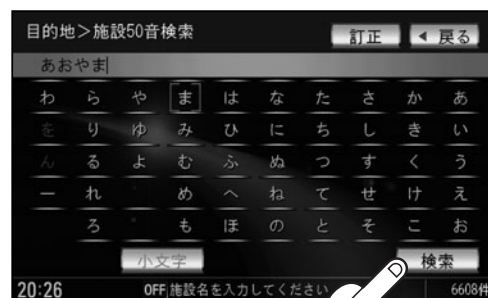 目的地>施設50音検索 訂正 ◀ 戻る
あおやま
わ ら や ま は な た さ か あ
を り ゆ み ひ に ち し き い
ん る よ む ふ ぬ つ す く う
ー れ め へ ね て せ け え
ろ ゛ も ほ の と そ こ お
小文字 検索
20:26 OFF 施設名を入力してください 6608件